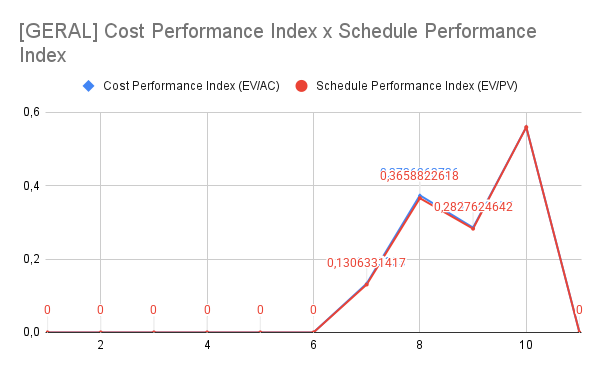 [GERAL] Cost Performance Index x Schedule Performance
Index
Cost Performance Index (EV/AC)
Schedule Performance Index (EV/PV)
0,6
0,4
0,2
0,0
0,3658822618
0,2827624642
0,1306331417
0 0 0 0 0 0 0
2 4 6 8 10